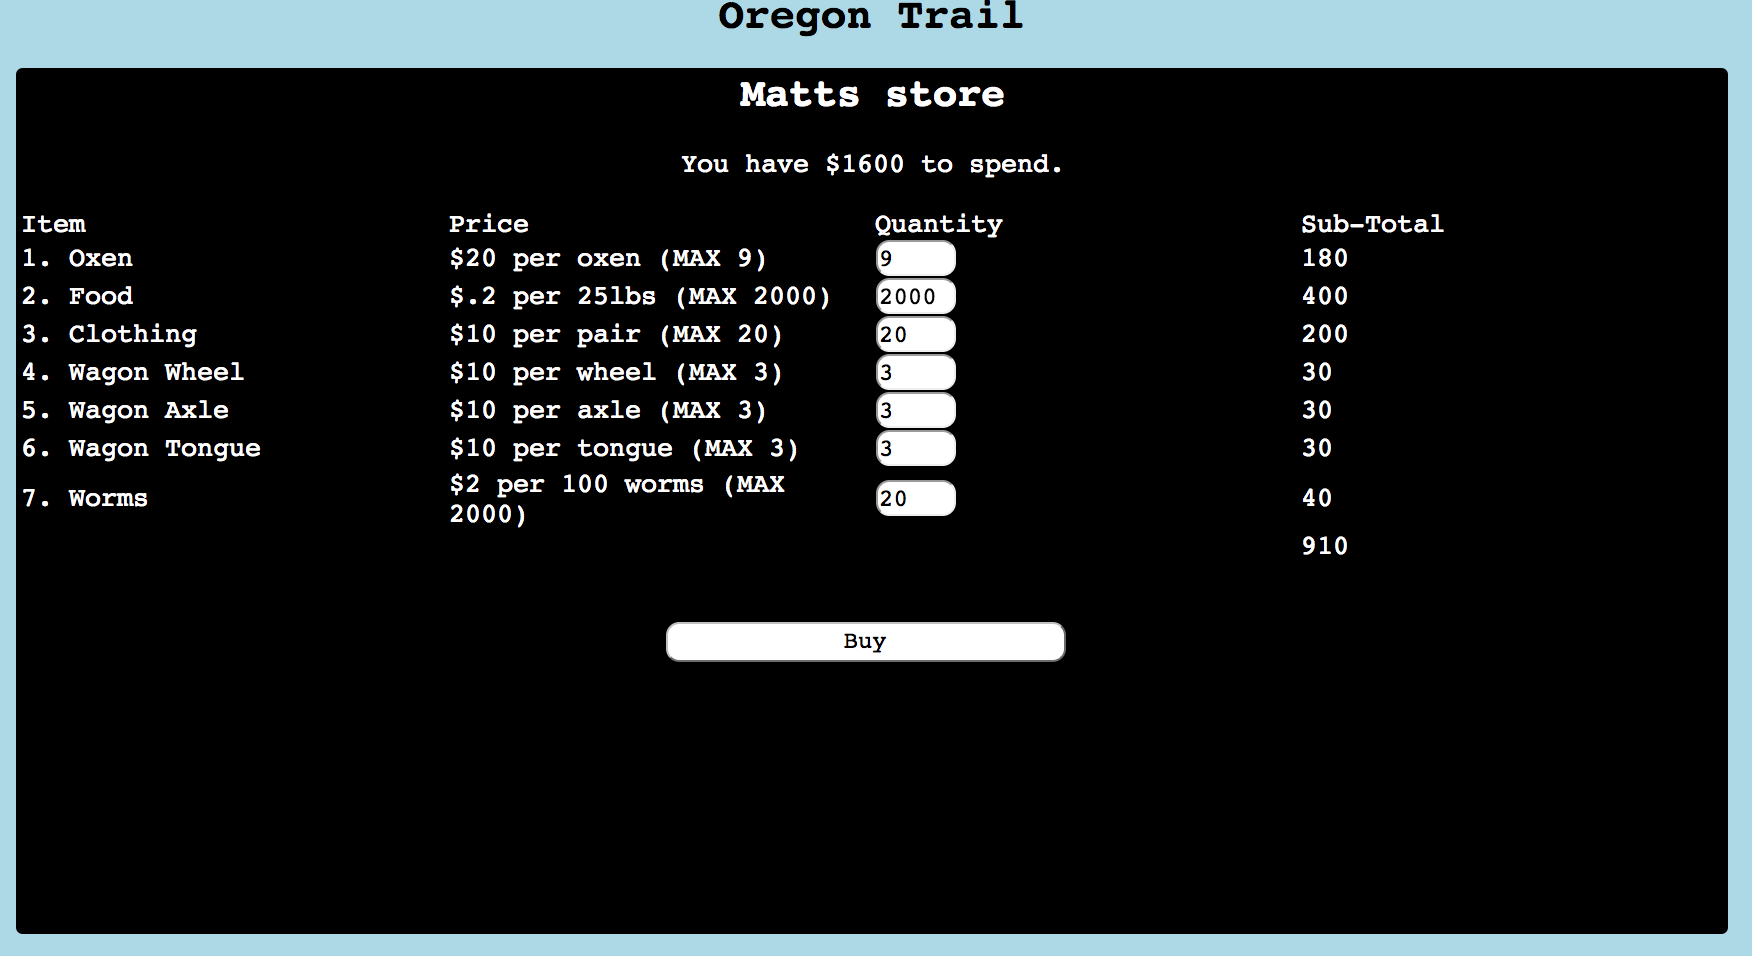 Oregon Trail
Matts store
You have $1600 to spend.
Item Price Quantity Sub-Total
1. Oxen $20 per oxen (MAX 9) 9 180
2. Food $.2 per 25lbs (MAX 2000) 2000 400
3. Clothing $10 per pair (MAX 20) 20 200
4. Wagon Wheel $10 per wheel (MAX 3) 3 30
5. Wagon Axle $10 per axle (MAX 3) 3 30
6. Wagon Tongue $10 per tongue (MAX 3) 3 30
7. Worms $2 per 100 worms (MAX 2000) 20 40
910
Buy